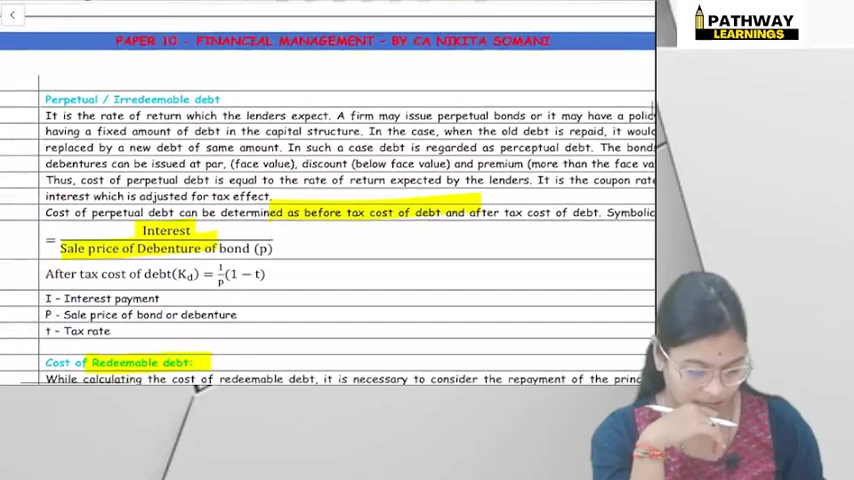 PATHWAY
LEARNINGS
PAPER 10 - FINANCIAL MANAGEMENT - BY CA NIKITA SOMANI
Perpetual / Irredeemable debt
It is the rate of return which the lenders expect. A firm may issue perpetual bonds or it may have a
having a fixed amount of debt in the capital structure. In such a case, when the old debt is repaid, it
replaced by a new debt of same amount. In such a case debt is regarded as perceptual debt. The
debentures can be issued at par, (face value), discount (below face value) and premium (more than the face
Thus, cost of perpetual debt is equal to the rate of return expected by the lenders. It is the coupon
interest which is adjusted for tax effect.
Cost of perpetual debt can be determined as before tax cost of debt and after tax cost of debt.
= Interest / Sale price of Debenture of bond (p)
After tax cost of debt(Kd) = I/p (1 − t)
I – Interest payment
P - Sale price of bond or debenture
t – Tax rate
Cost of Redeemable debt:
While calculating the cost of redeemable debt, it is necessary to consider the repayment of the